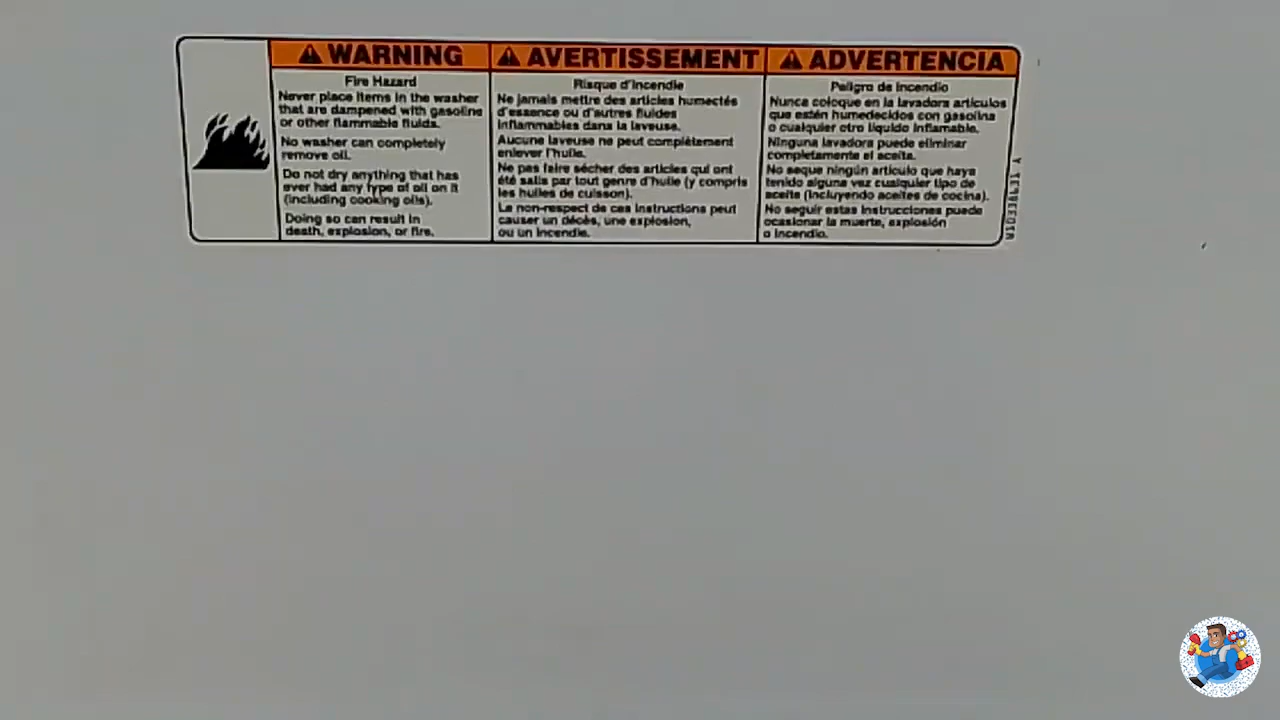 WARNING
Fire Hazard
Never place items in the washer
that are dampened with gasoline
or other flammable fluids.
No washer can completely
remove oil.
Do not dry anything that has
ever had any type of oil on it
(including cooking oils).
Doing so can result in
death, explosion, or fire.
AVERTISSEMENT
Risque d'incendie
Ne jamais mettre des articles humectés
d'essence ou d'autres fluides
inflammables dans la laveuse.
Aucune laveuse ne peut complètement
enlever l'huile.
Ne pas faire sécher des articles qui ont
été salis par tout genre d'huile (y compris
les huiles de cuisson).
Le non-respect de ces instructions peut
causer un décès, une explosion,
ou un incendie.
ADVERTENCIA
Peligro de Incendio
Nunca coloque en la lavadora artículos
que estén humedecidos con gasolina
o cualquier otro líquido inflamable.
Ninguna lavadora puede eliminar
completamente el aceite.
No seque ningún artículo que haya
tenido alguna vez cualquier tipo de
aceite (incluyendo aceites de cocina).
No seguir estas instrucciones puede
ocasionar la muerte, explosión
o incendio.